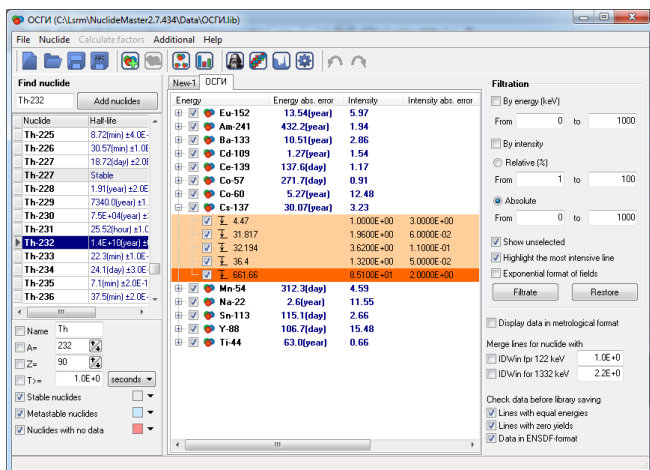 ОСГИ (C:\Lsrm\NuclideMaster2.7.434\Data\ОСГИ.lib)
File Nuclide Calculate factors Additional Help
ABC
Find nuclide
Th-232 Add nuclides
Nuclide Half-life
Th-225 8.72(min) ±4.0E-
Th-226 30.57(min) ±1.0E
Th-227 18.72(day) ±2.0E
Th-227 Stable
Th-228 1.91(year) ±2.0E
Th-229 7340.0(year) ±1.
Th-230 7.5E+04(year) ±
Th-231 25.52(hour) ±1.0
Th-232 1.4E+10(year) ±
Th-233 22.3(min) ±1.0E-
Th-234 24.1(day) ±3.0E-
Th-235 7.1(min) ±2.0E-1
Th-236 37.5(min) ±2.0E-
Name Th
A= 232
Z= 90
T>= 1.0E+0 seconds
Stable nuclides
Metastable nuclides
Nuclides with no data
New-1 ОСГИ
Energy Energy abs. error Intensity Intensity abs. error
Eu-152 13.54(year) 5.97
Am-241 432.2(year) 1.94
Ba-133 10.51(year) 2.86
Cd-109 1.27(year) 1.54
Ce-139 137.6(day) 1.17
Co-57 271.7(day) 0.91
Co-60 5.27(year) 12.48
Cs-137 30.07(year) 3.23
4.47 1.0000E+00 3.0000E+00
31.817 1.9600E+00 6.0000E-02
32.194 3.6200E+00 1.1000E-01
36.4 1.3200E+00 5.0000E-02
661.66 8.5100E+01 2.0000E+00
Mn-54 312.3(day) 4.59
Na-22 2.6(year) 11.55
Sn-113 115.1(day) 2.66
Y-88 106.7(day) 15.48
Ti-44 63.0(year) 0.66
Filtration
By energy (keV)
From 0 to 1000
By intensity
Relative (%)
From 1 to 100
Absolute
From 0 to 1000
Show unselected
Highlight the most intensive line
Exponential format of fields
Filtrate Restore
Display data in metrological format
Merge lines for nuclide with
IDWin fpr 122 keV 1.0E+0
IDWin for 1332 keV 2.2E+0
Check data before library saving
Lines with equal energies
Lines with zero yields
Data in ENSDF-format